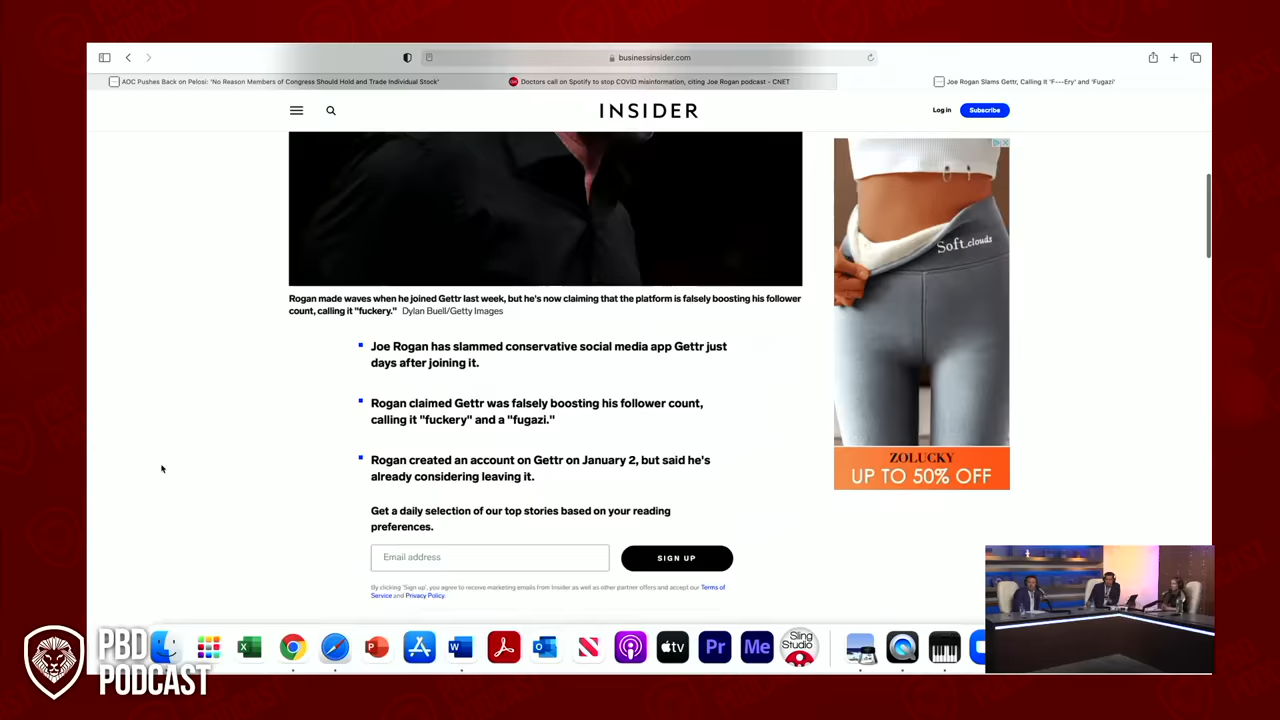 businessinsider.com
AOC Pushes Back on Pelosi: 'No Reason Members of Congress Should Hold and Trade Individual Stock'
Doctors call on Spotify to stop COVID misinformation, citing Joe Rogan podcast - CNET
Joe Rogan Slams Gettr, Calling It 'F---Ery' and 'Fugazi'
INSIDER
Log in
Subscribe
Soft.clouds
Rogan made waves when he joined Gettr last week, but he's now claiming that the platform is falsely boosting his follower
count, calling it "fuckery." Dylan Buell/Getty Images
Joe Rogan has slammed conservative social media app Gettr just
days after joining it.
Rogan claimed Gettr was falsely boosting his follower count,
calling it "fuckery" and a "fugazi."
ZOLUCKY
UP TO 50% OFF
Rogan created an account on Gettr on January 2, but said he's
already considering leaving it.
Get a daily selection of our top stories based on your reading
preferences.
Email address
SIGN UP
By clicking 'Sign up', you agree to receive marketing emails from Insider as well as other partner offers and accept our Terms of
Service and Privacy Policy.
PBD
PODCAST
X
P
W
O
tv
Pr
Me
Sling
Studio